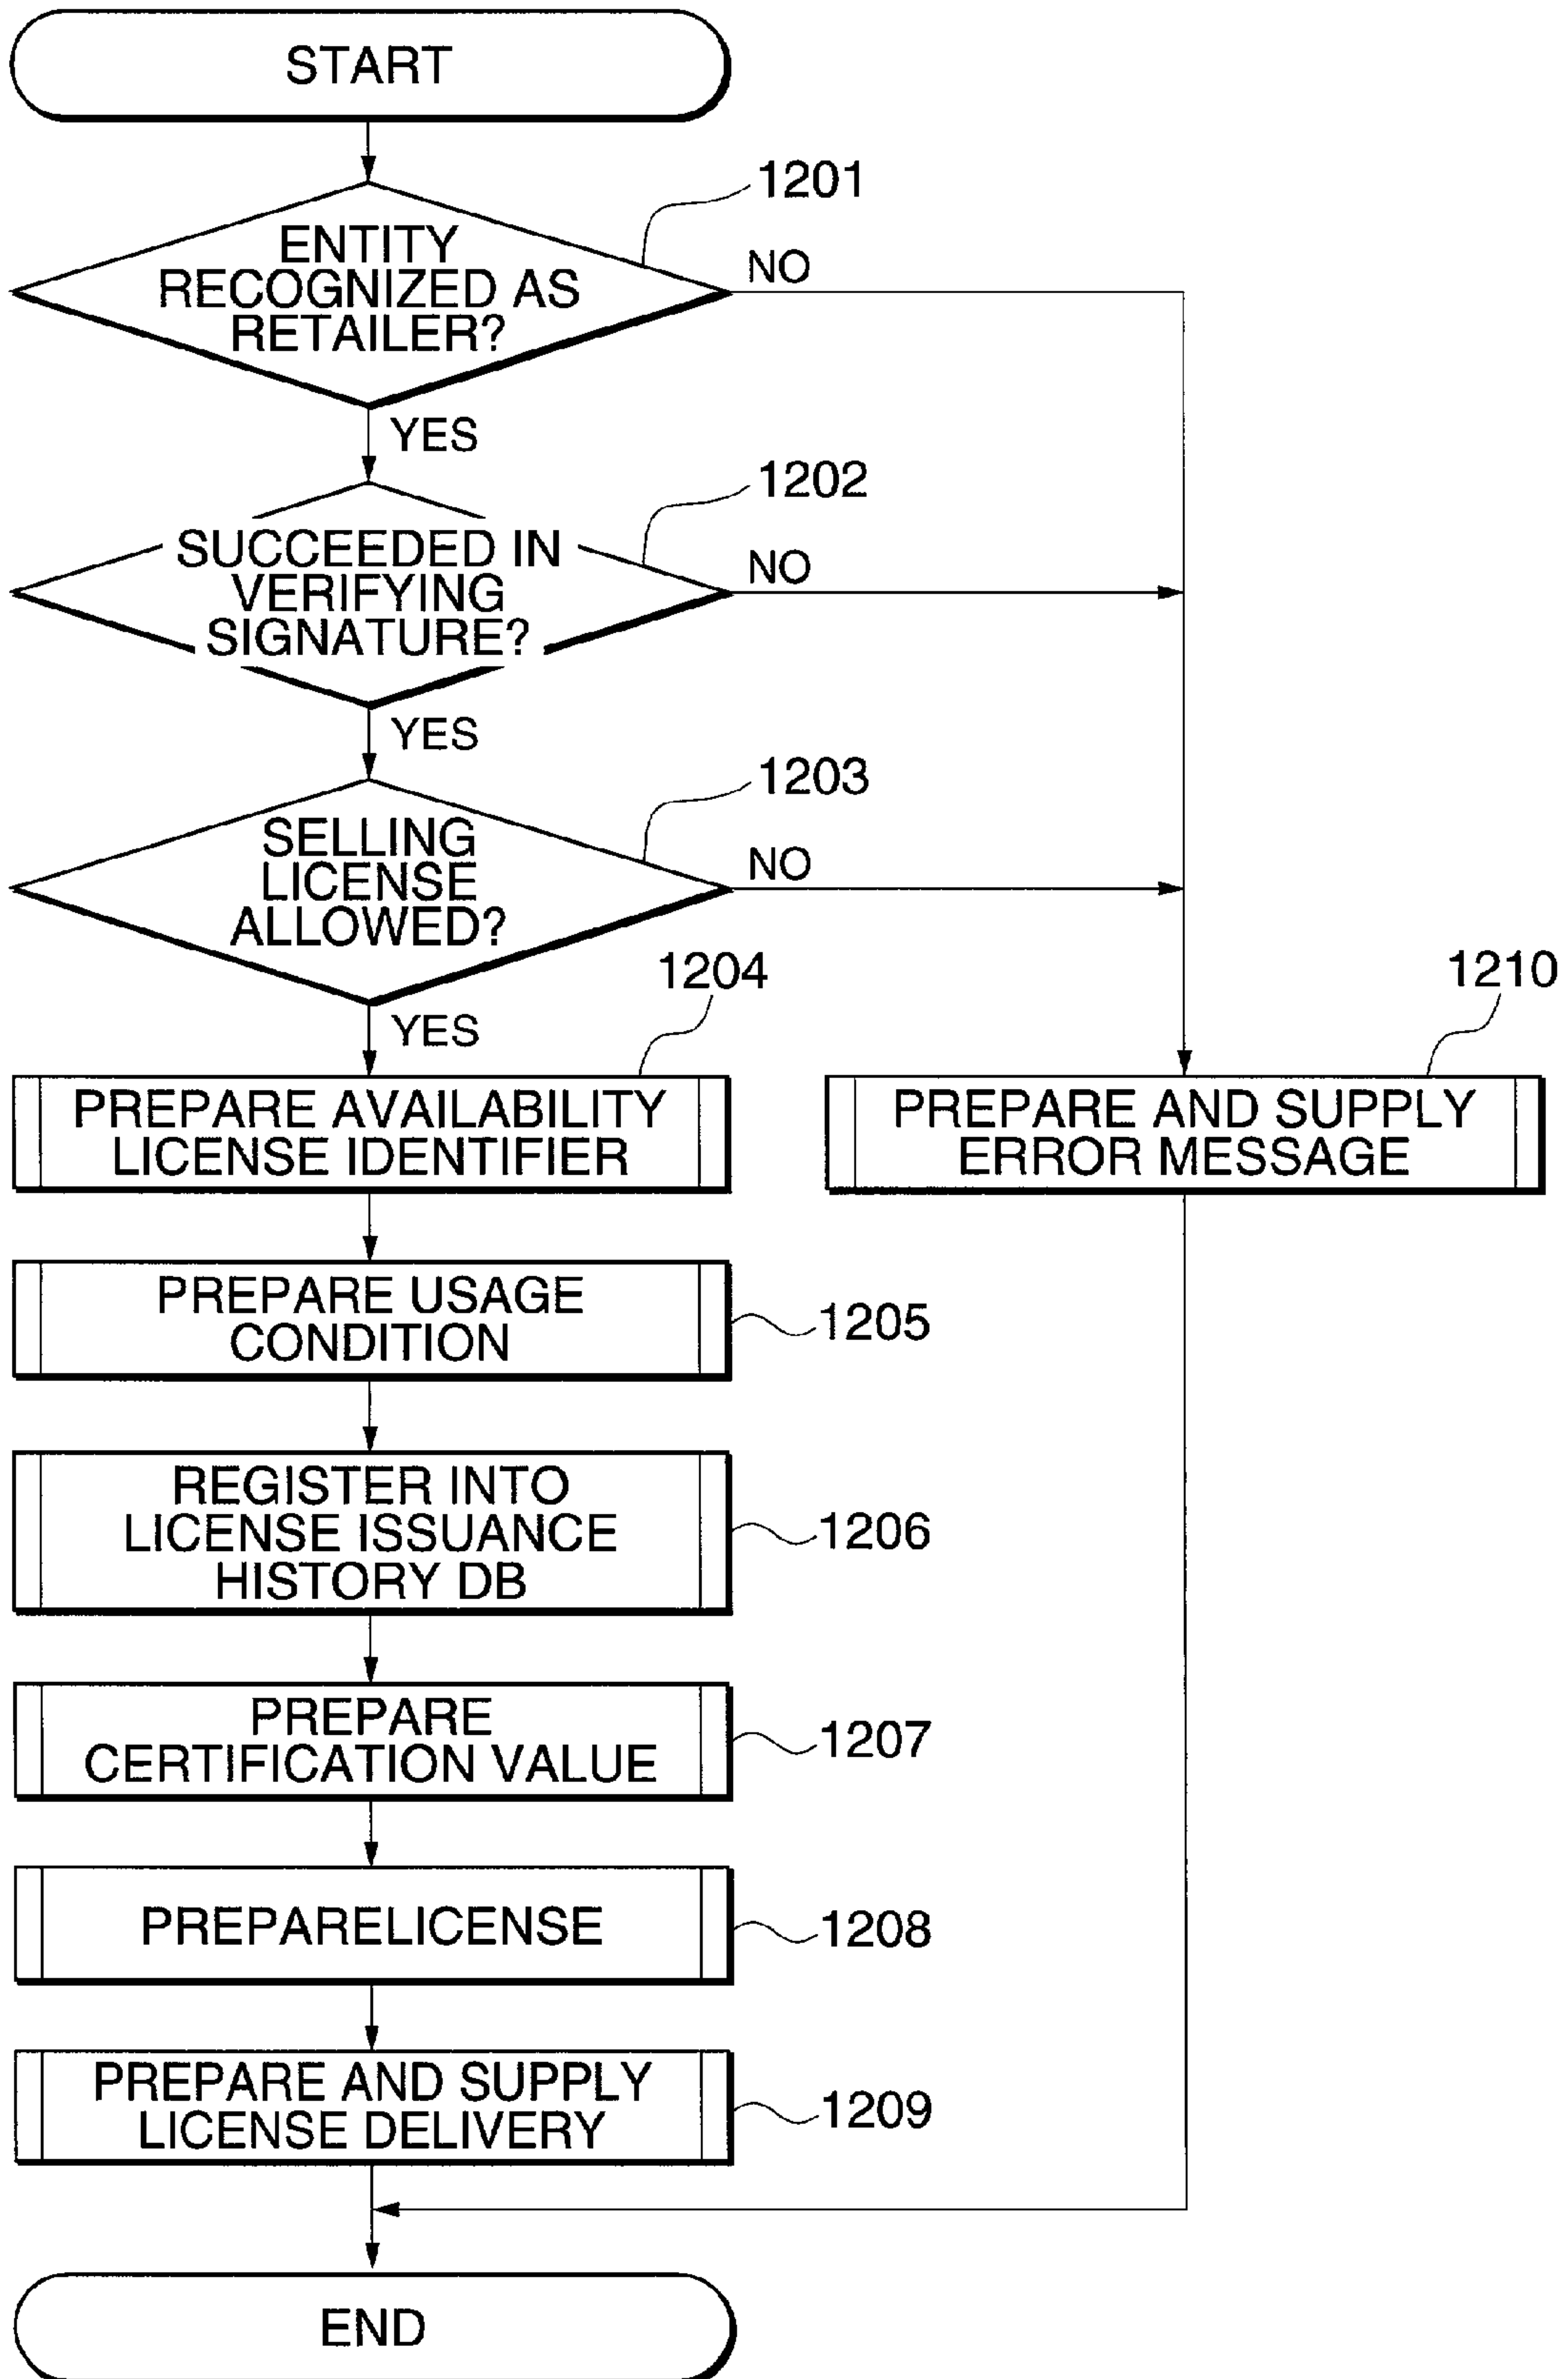 START
1201
ENTITY
RECOGNIZED AS
RETAILER?
NO
YES
1202
SUCCEEDED IN
VERIFYING
SIGNATURE?
NO
YES
1203
SELLING
LICENSE
ALLOWED?
NO
YES
1204
1210
PREPARE AVAILABILITY
LICENSE IDENTIFIER
PREPARE AND SUPPLY
ERROR MESSAGE
PREPARE USAGE
CONDITION
1205
REGISTER INTO
LICENSE ISSUANCE
HISTORY DB
1206
PREPARE
CERTIFICATION VALUE
1207
PREPARELICENSE
1208
PREPARE AND SUPPLY
LICENSE DELIVERY
1209
END